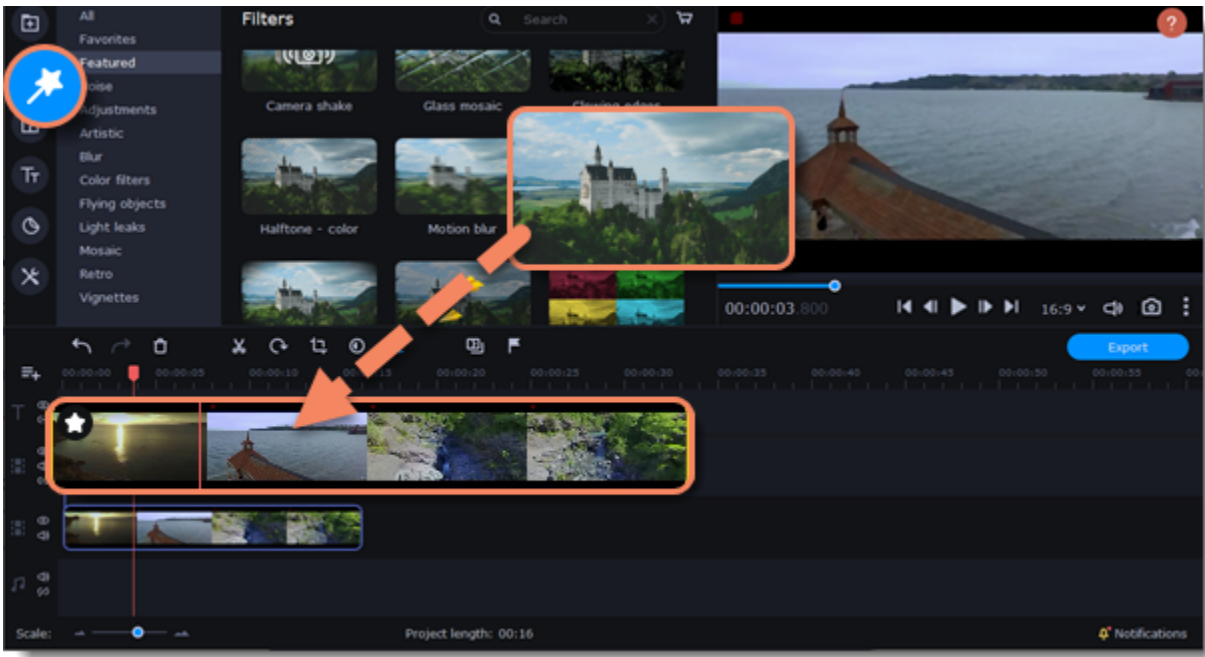 All
Favorites
Featured
Noise
Adjustments
Artistic
Blur
Color filters
Flying objects
Light leaks
Mosaic
Retro
Vignettes
Filters
Search
Camera shake
Glass mosaic
Glowing edges
Halftone - color
Motion blur
?
00:00:03.800
16:9
Export
00:00:00 00:00:05 00:00:10 00:00:20 00:00:25 00:00:30 00:00:35 00:00:40 00:00:45 00:00:50 00:00:55
Scale:
Project length: 00:16
Notifications